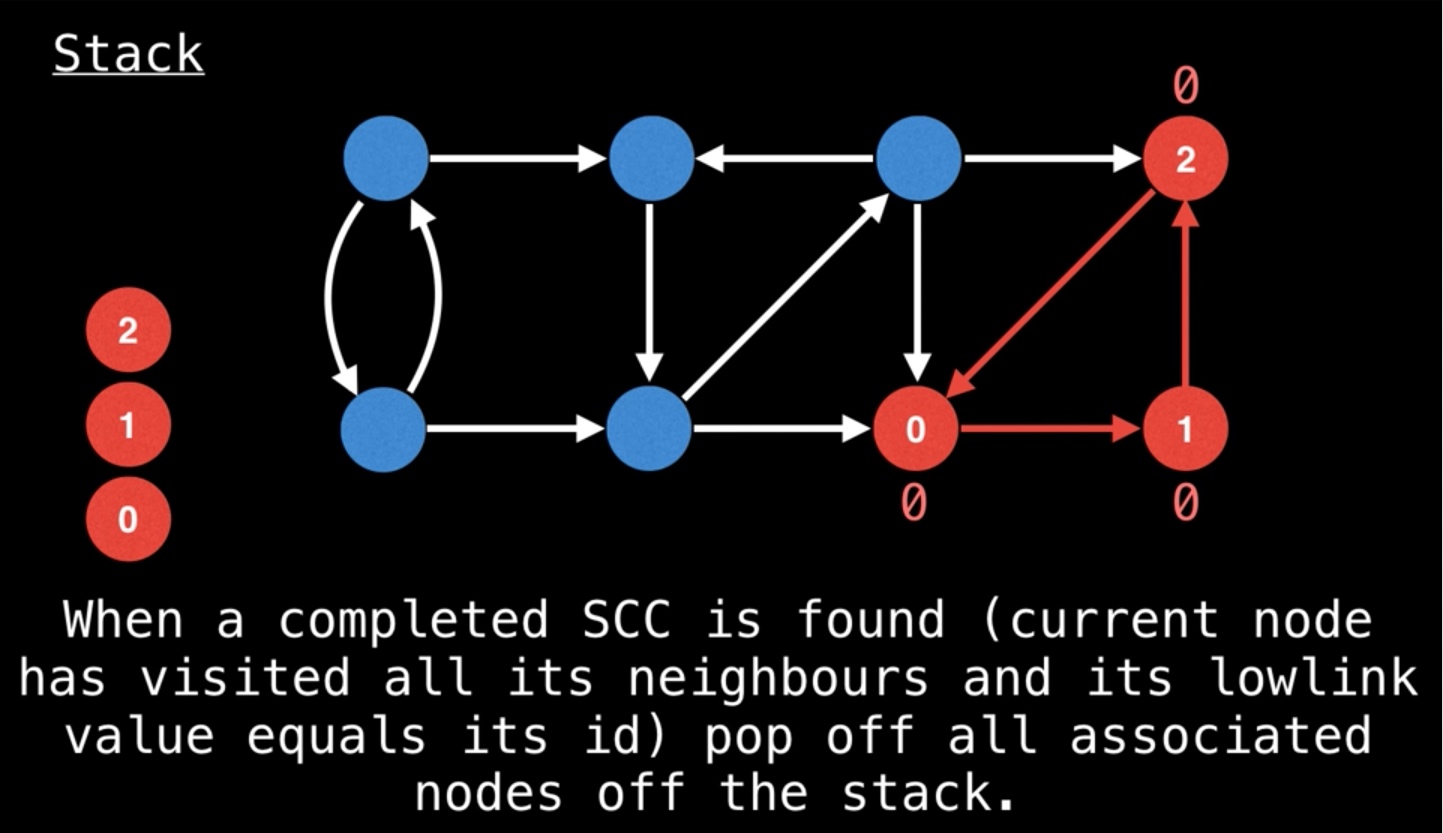 Stack
0
2
2
1
0
0
1
0
0
When a completed SCC is found (current node
has visited all its neighbours and its lowlink
value equals its id) pop off all associated
nodes off the stack.